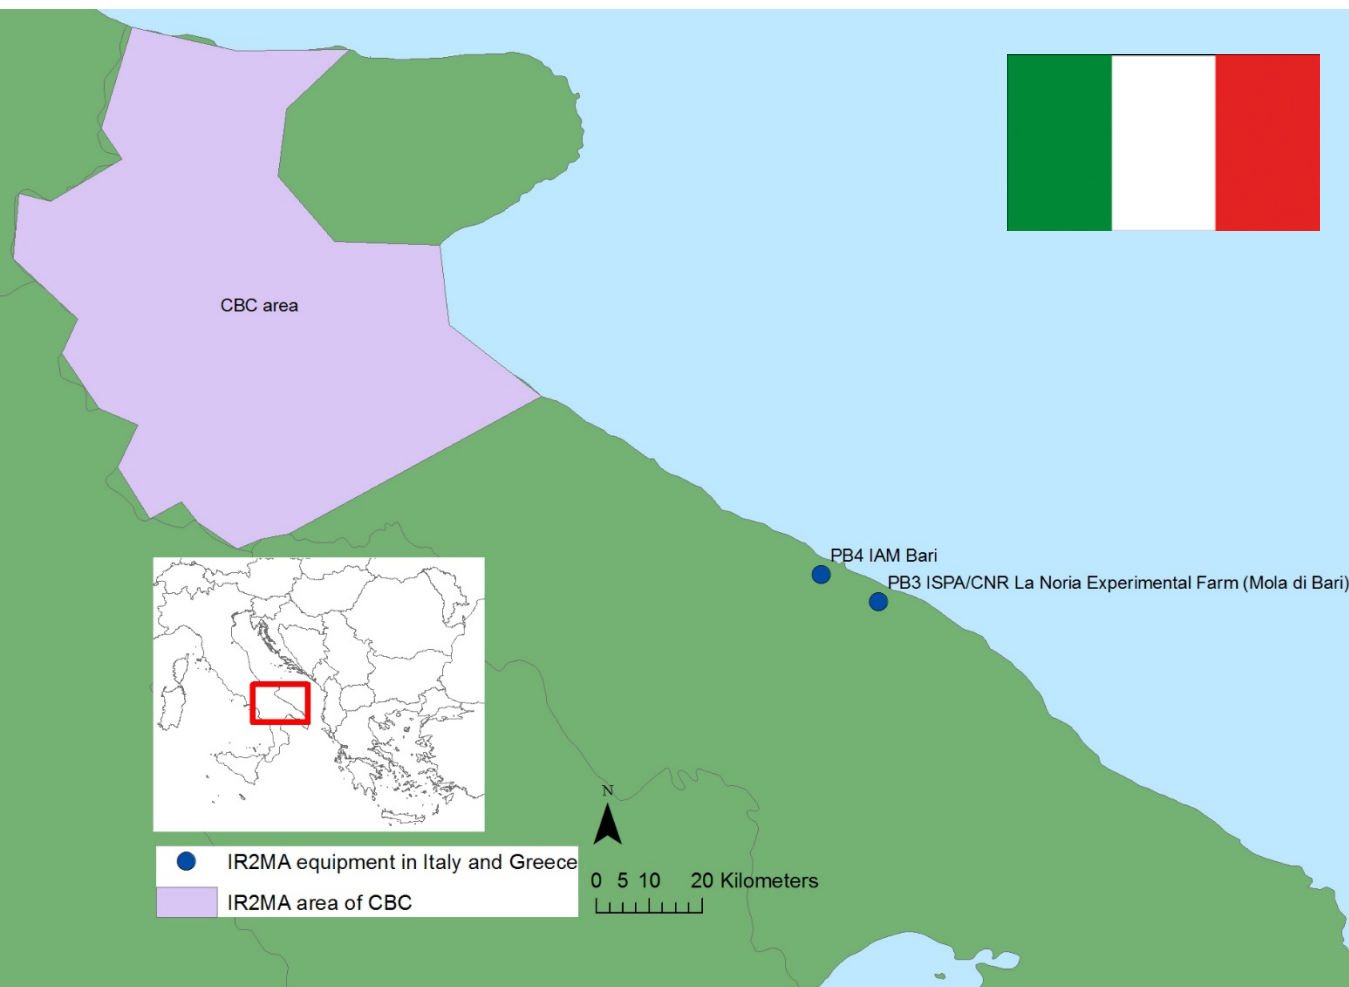 CBC area
PB4 IAM Bari
PB3 ISPA/CNR La Noria Experimental Farm (Mola di Bari)
N
IR2MA equipment in Italy and Greece
0 5 10 20 Kilometers
IR2MA area of CBC